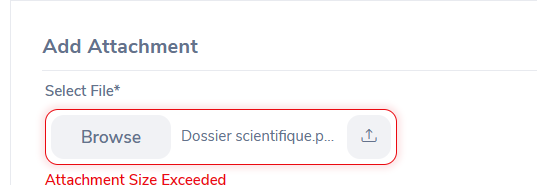 Add Attachment
Select File*
Browse Dossier scientifique.p...
Attachment Size Exceeded